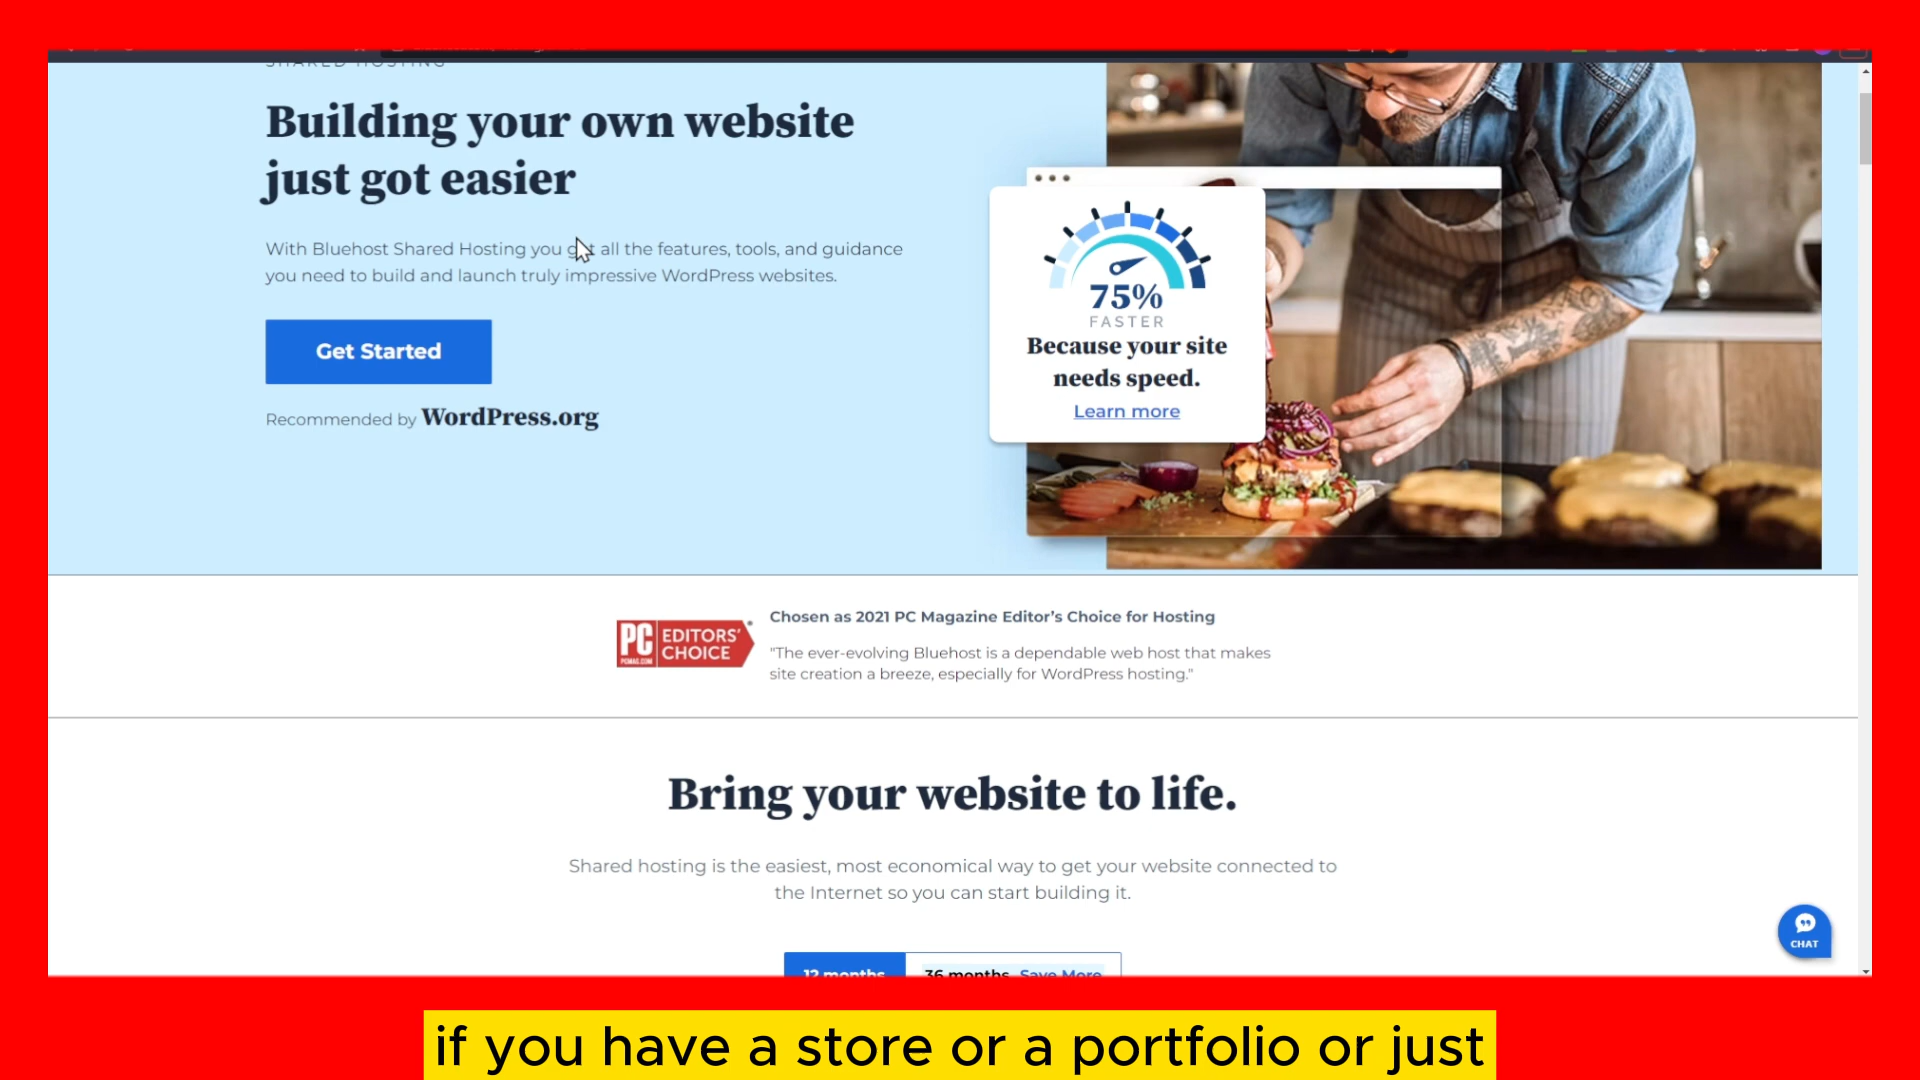 SHARED HOSTING
Building your own website
just got easier
With Bluehost Shared Hosting you get all the features, tools, and guidance
you need to build and launch truly impressive WordPress websites.
Get Started
Recommended by WordPress.org
75%
FASTER
Because your site
needs speed.
Learn more
PC EDITORS'
CHOICE
PCMAG.COM
Chosen as 2021 PC Magazine Editor's Choice for Hosting
"The ever-evolving Bluehost is a dependable web host that makes
site creation a breeze, especially for WordPress hosting."
Bring your website to life.
Shared hosting is the easiest, most economical way to get your website connected to
the Internet so you can start building it.
CHAT
12 months 36 months Save More
if you have a store or a portfolio or just